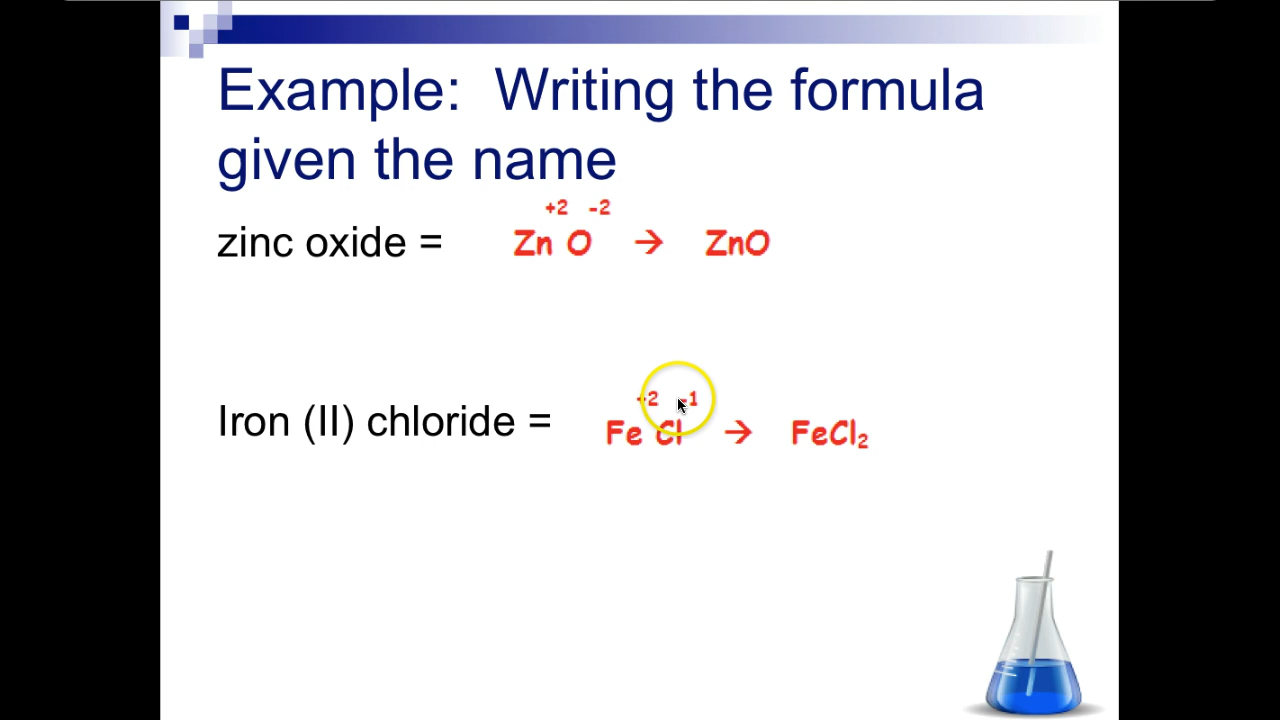 Example: Writing the formula
given the name
+2 -2
zinc oxide = Zn O → ZnO
+2 -1
Iron (II) chloride = Fe Cl → FeCl₂